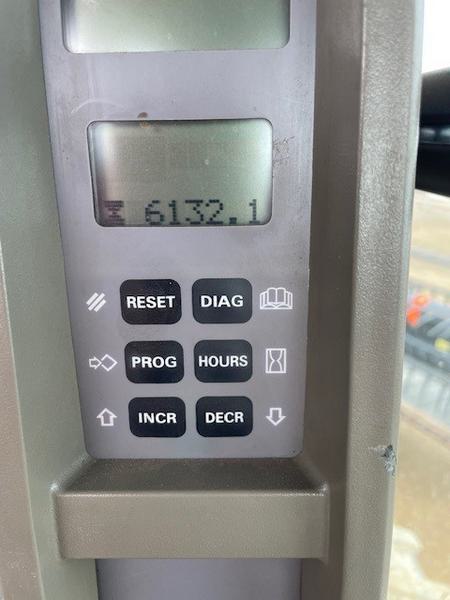 6132.1
RESET DIAG
PROG HOURS
INCR DECR